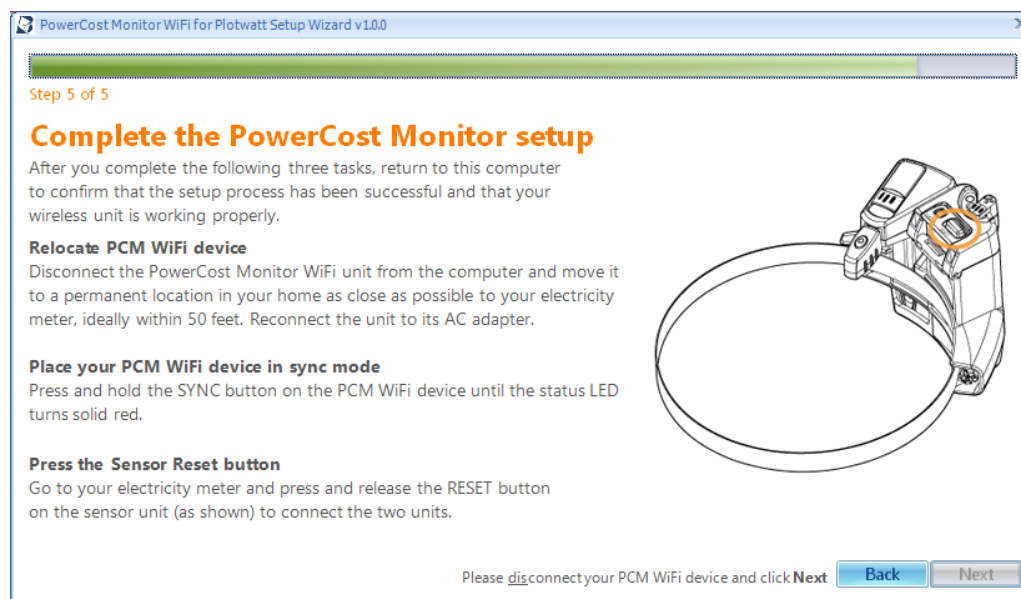 PowerCost Monitor WiFi for Plotwatt Setup Wizard v1.0.0
Step 5 of 5
Complete the PowerCost Monitor setup
After you complete the following three tasks, return to this computer
to confirm that the setup process has been successful and that your
wireless unit is working properly.
Relocate PCM WiFi device
Disconnect the PowerCost Monitor WiFi unit from the computer and move it
to a permanent location in your home as close as possible to your electricity
meter, ideally within 50 feet. Reconnect the unit to its AC adapter.
Place your PCM WiFi device in sync mode
Press and hold the SYNC button on the PCM WiFi device until the status LED
turns solid red.
Press the Sensor Reset button
Go to your electricity meter and press and release the RESET button
on the sensor unit (as shown) to connect the two units.
Please disconnect your PCM WiFi device and click Next Back Next